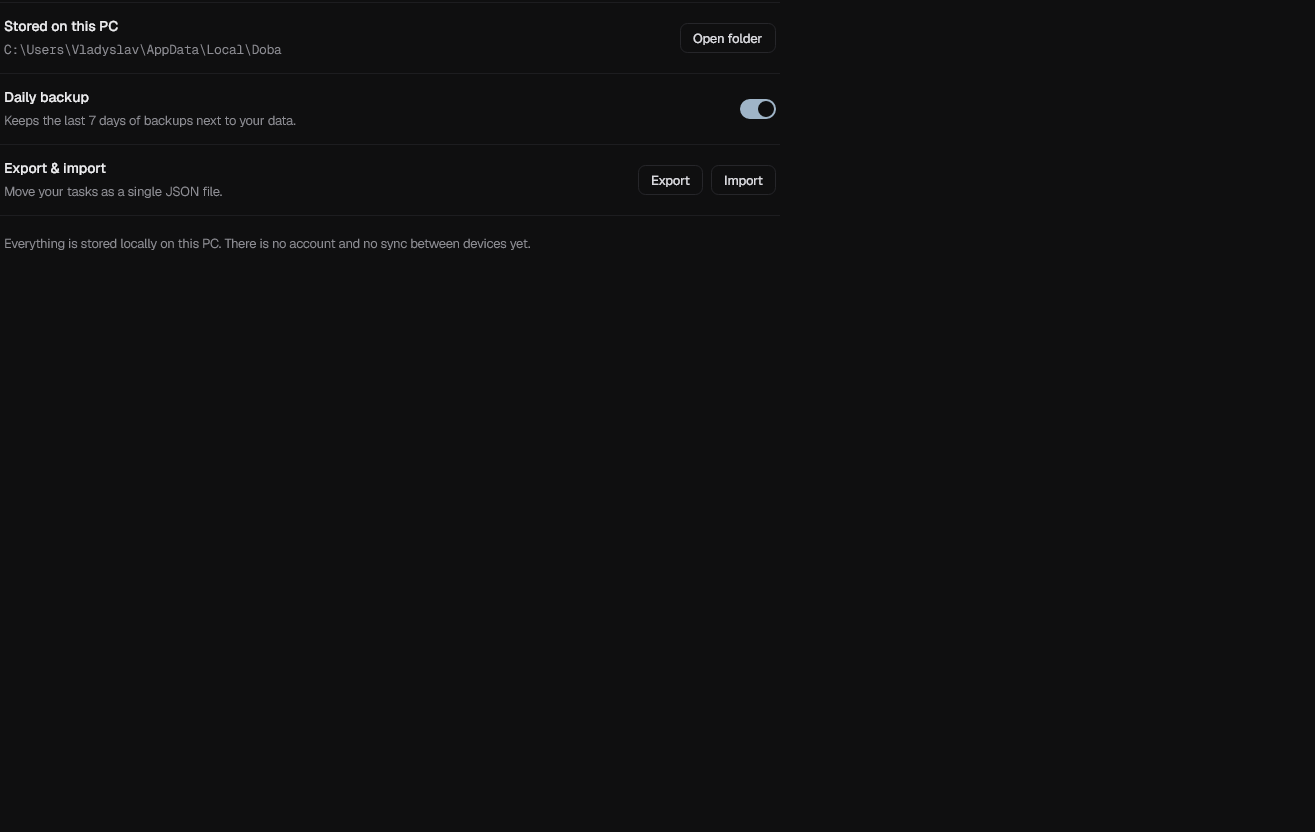 Stored on this PC
C:\Users\Vladyslav\AppData\Local\Doba
Open folder
Daily backup
Keeps the last 7 days of backups next to your data.
Export & import
Move your tasks as a single JSON file.
Export
Import
Everything is stored locally on this PC. There is no account and no sync between devices yet.